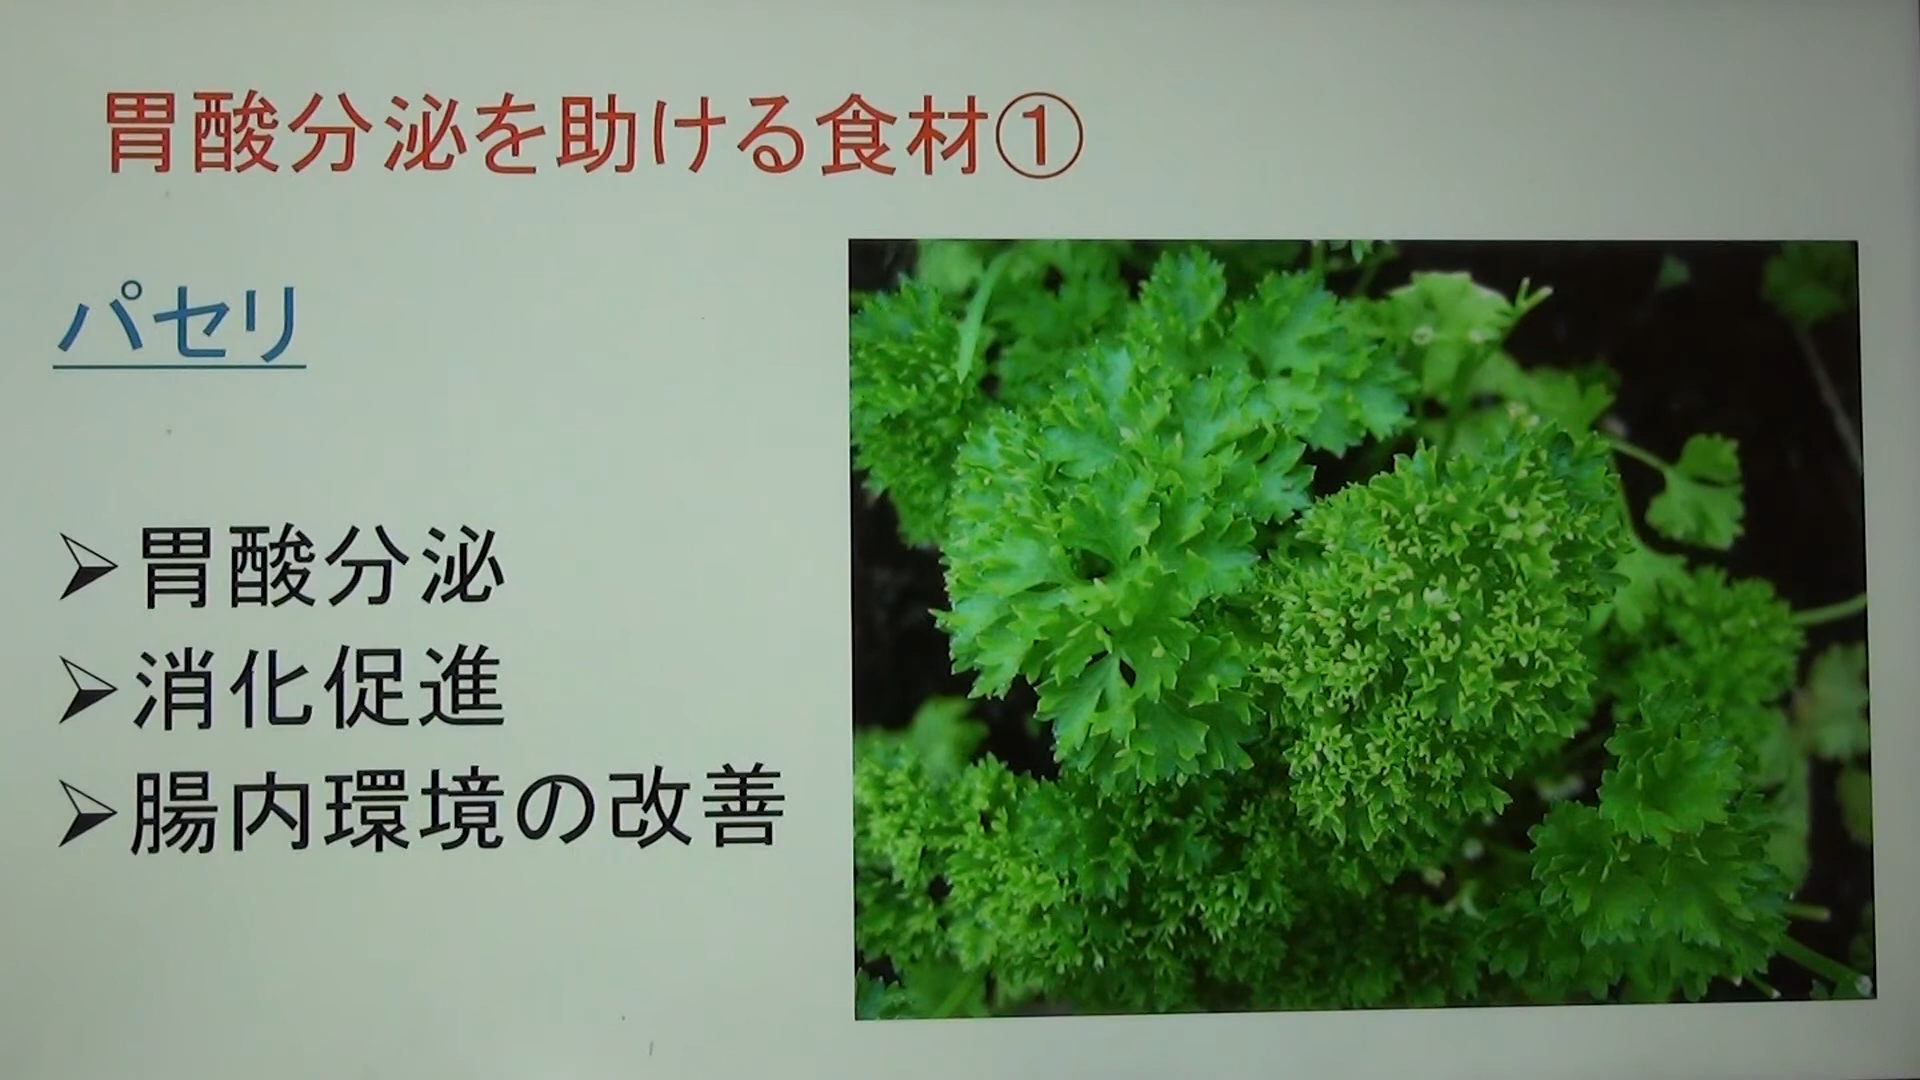 胃酸分泌を助ける食材①
パセリ
➢胃酸分泌
➢消化促進
➢腸内環境の改善